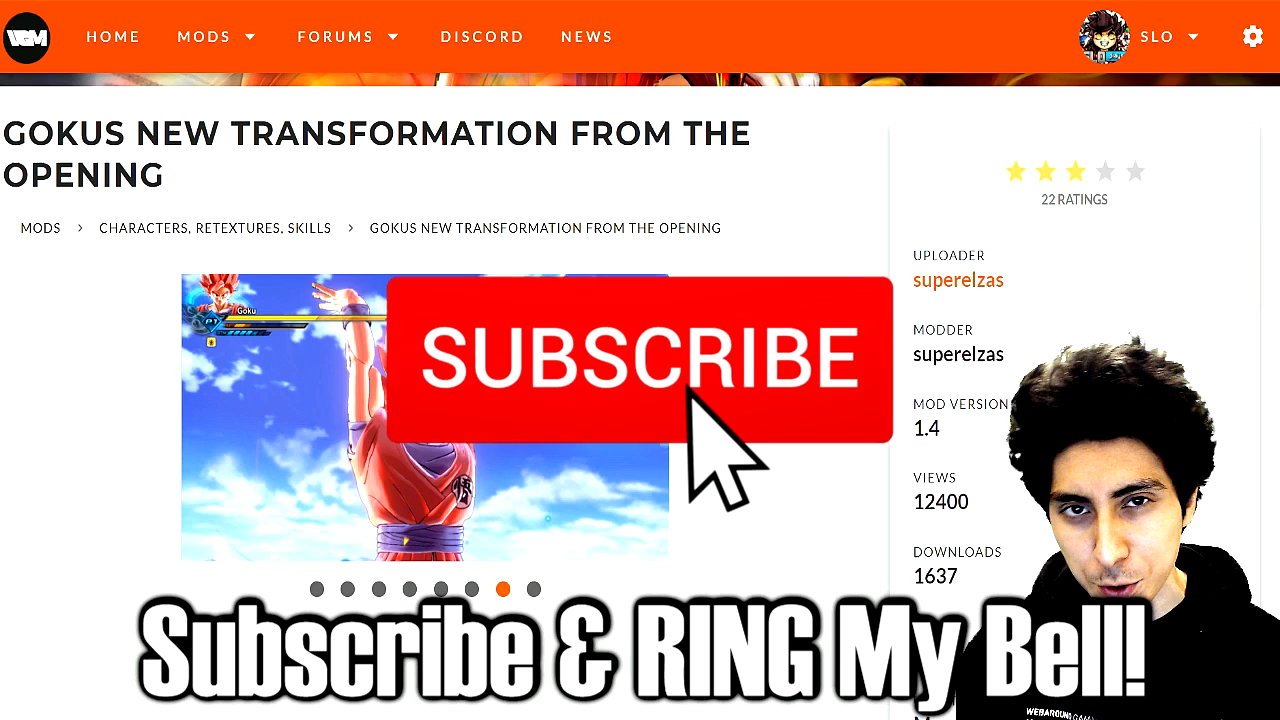 VGM
HOME
MODS
FORUMS
DISCORD
NEWS
SLO
GOKUS NEW TRANSFORMATION FROM THE
OPENING
MODS > CHARACTERS, RETEXTURES, SKILLS > GOKUS NEW TRANSFORMATION FROM THE OPENING
22 RATINGS
UPLOADER
superelzas
MODDER
superelzas
MOD VERSION
1.4
VIEWS
12400
DOWNLOADS
1637
Goku
P1
悟
SUBSCRIBE
Subscribe & RING My Bell!